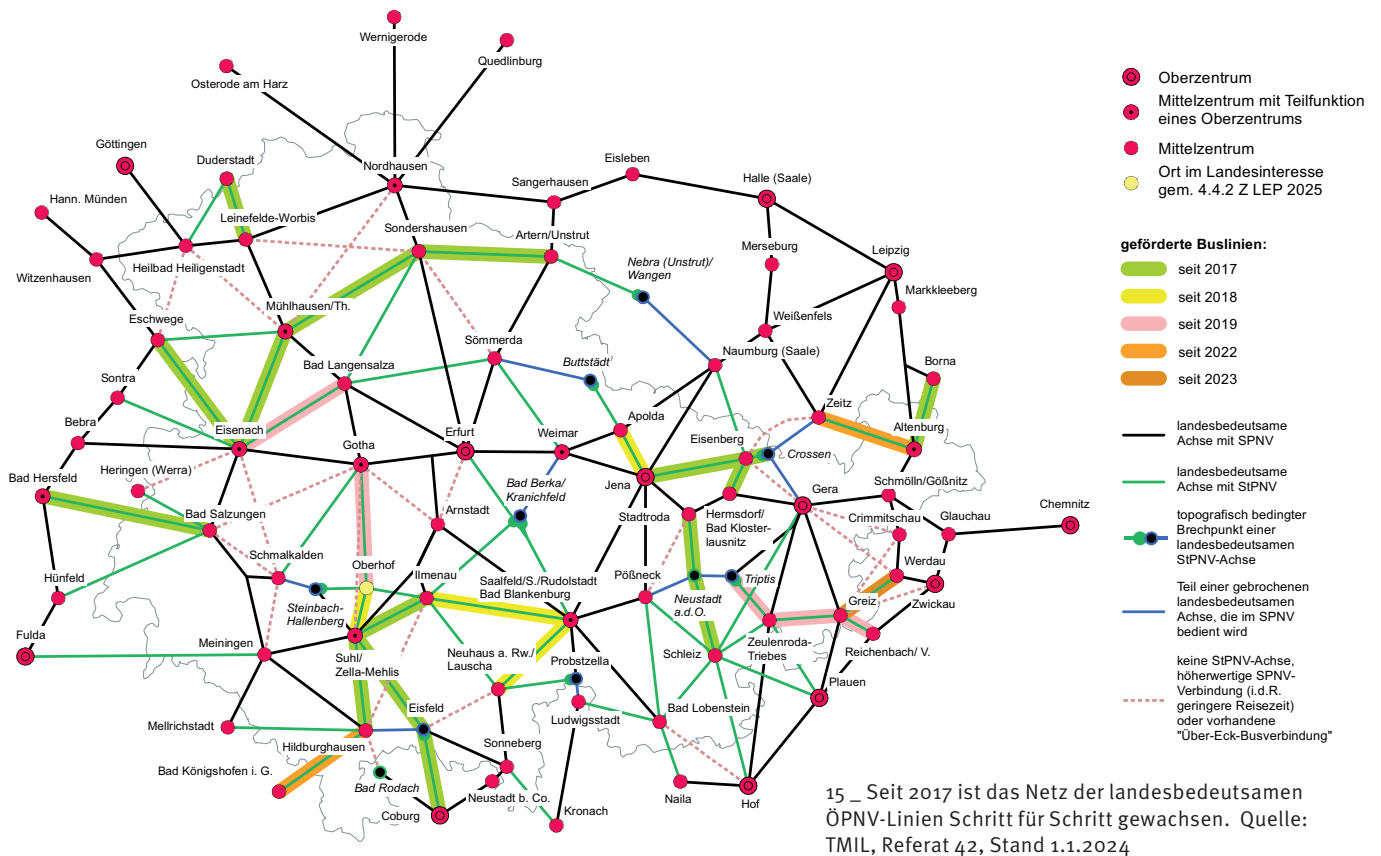 Wernigerode
Quedlinburg
Osterode am Harz
Göttingen
Duderstadt
Nordhausen
Eisleben
Sangerhausen
Halle (Saale)
Hann. Münden
Leinefelde-Worbis
Sondershausen
Artern/Unstrut
Merseburg
Leipzig
Witzenhausen
Heilbad Heiligenstadt
Nebra (Unstrut)/
Wangen
Markkleeberg
Eschwege
Mühlhausen/Th.
Weißenfels
Sömmerda
Naumburg (Saale)
Bad Langensalza
Buttstädt
Borna
Sontra
Zeitz
Bebra
Apolda
Altenburg
Eisenach
Gotha
Erfurt
Weimar
Eisenberg
Crossen
Heringen (Werra)
Bad Hersfeld
Bad Berka/
Kranichfeld
Jena
Gera
Schmölln/Gößnitz
Chemnitz
Bad Salzungen
Arnstadt
Stadtroda
Hermsdorf/
Bad Kloster-
lausnitz
Crimmitschau
Glauchau
Schmalkalden
Oberhof
Ilmenau
Saalfeld/S./Rudolstadt
Bad Blankenburg
Pößneck
Triptis
Werdau
Hünfeld
Steinbach-
Hallenberg
Neustadt
a.d.O.
Greiz
Zwickau
Fulda
Meiningen
Suhl/
Zella-Mehlis
Neuhaus a. Rw./
Lauscha
Probstzella
Schleiz
Zeulenroda-
Triebes
Reichenbach/ V.
Plauen
Mellrichstadt
Eisfeld
Ludwigsstadt
Bad Lobenstein
Hildburghausen
Sonneberg
Bad Königshofen i. G.
Bad Rodach
Neustadt b. Co.
Coburg
Kronach
Naila
Hof
Oberzentrum
Mittelzentrum mit Teilfunktion
eines Oberzentrums
Mittelzentrum
Ort im Landesinteresse
gem. 4.4.2 Z LEP 2025
geförderte Buslinien:
seit 2017
seit 2018
seit 2019
seit 2022
seit 2023
landesbedeutsame
Achse mit SPNV
landesbedeutsame
Achse mit StPNV
topografisch bedingter
Brechpunkt einer
landesbedeutsamen
StPNV-Achse
Teil einer gebrochenen
landesbedeutsamen
Achse, die im SPNV
bedient wird
keine StPNV-Achse,
höherwertige SPNV-
Verbindung (i.d.R.
geringere Reisezeit)
oder vorhandene
"Über-Eck-Busverbindung"
15 _ Seit 2017 ist das Netz der landesbedeutsamen
ÖPNV-Linien Schritt für Schritt gewachsen. Quelle:
TMIL, Referat 42, Stand 1.1.2024